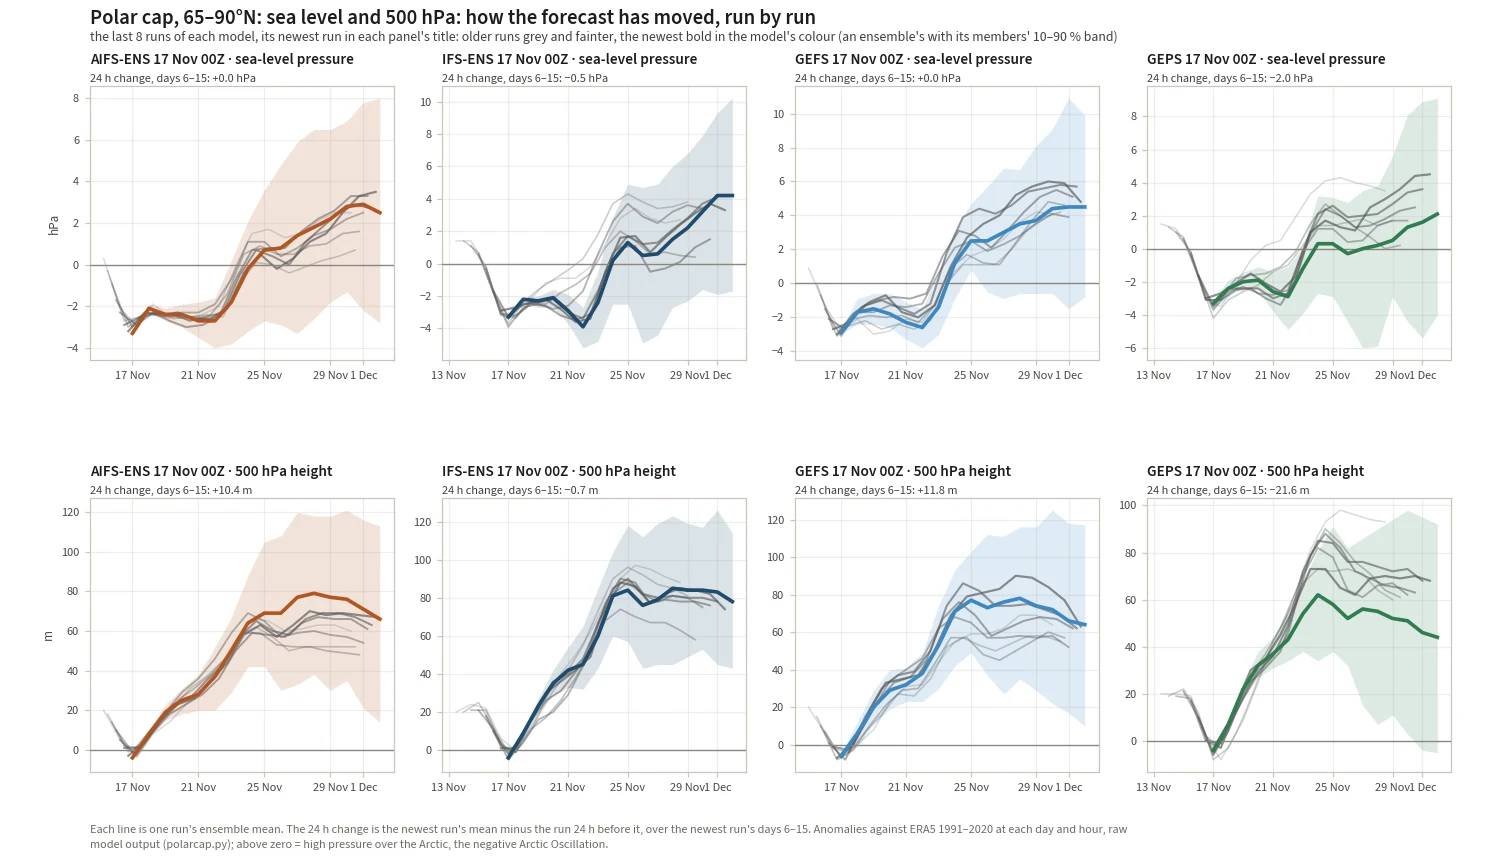 Polar cap, 65–90°N: sea level and 500 hPa: how the forecast has moved, run by run
the last 8 runs of each model, its newest run in each panel's title: older runs grey and fainter, the newest bold in the model's colour (an ensemble's with its members' 10–90 % band)
AIFS-ENS 17 Nov 00Z · sea-level pressure
24 h change, days 6–15: +0.0 hPa
8
6
4
2
0
−2
−4
hPa
17 Nov
21 Nov
25 Nov
29 Nov
1 Dec
IFS-ENS 17 Nov 00Z · sea-level pressure
24 h change, days 6–15: −0.5 hPa
10
8
6
4
2
0
−2
−4
13 Nov
17 Nov
21 Nov
25 Nov
29 Nov
1 Dec
GEFS 17 Nov 00Z · sea-level pressure
24 h change, days 6–15: +0.0 hPa
10
8
6
4
2
0
−2
−4
17 Nov
21 Nov
25 Nov
29 Nov
1 Dec
GEPS 17 Nov 00Z · sea-level pressure
24 h change, days 6–15: −2.0 hPa
8
6
4
2
0
−2
−4
−6
13 Nov
17 Nov
21 Nov
25 Nov
29 Nov
1 Dec
AIFS-ENS 17 Nov 00Z · 500 hPa height
24 h change, days 6–15: +10.4 m
120
100
80
60
40
20
0
m
17 Nov
21 Nov
25 Nov
29 Nov
1 Dec
IFS-ENS 17 Nov 00Z · 500 hPa height
24 h change, days 6–15: −0.7 m
120
100
80
60
40
20
0
13 Nov
17 Nov
21 Nov
25 Nov
29 Nov
1 Dec
GEFS 17 Nov 00Z · 500 hPa height
24 h change, days 6–15: +11.8 m
120
100
80
60
40
20
0
17 Nov
21 Nov
25 Nov
29 Nov
1 Dec
GEPS 17 Nov 00Z · 500 hPa height
24 h change, days 6–15: −21.6 m
100
80
60
40
20
0
13 Nov
17 Nov
21 Nov
25 Nov
29 Nov
1 Dec
Each line is one run's ensemble mean. The 24 h change is the newest run's mean minus the run 24 h before it, over the newest run's days 6–15. Anomalies against ERA5 1991–2020 at each day and hour, raw
model output (polarcap.py); above zero = high pressure over the Arctic, the negative Arctic Oscillation.